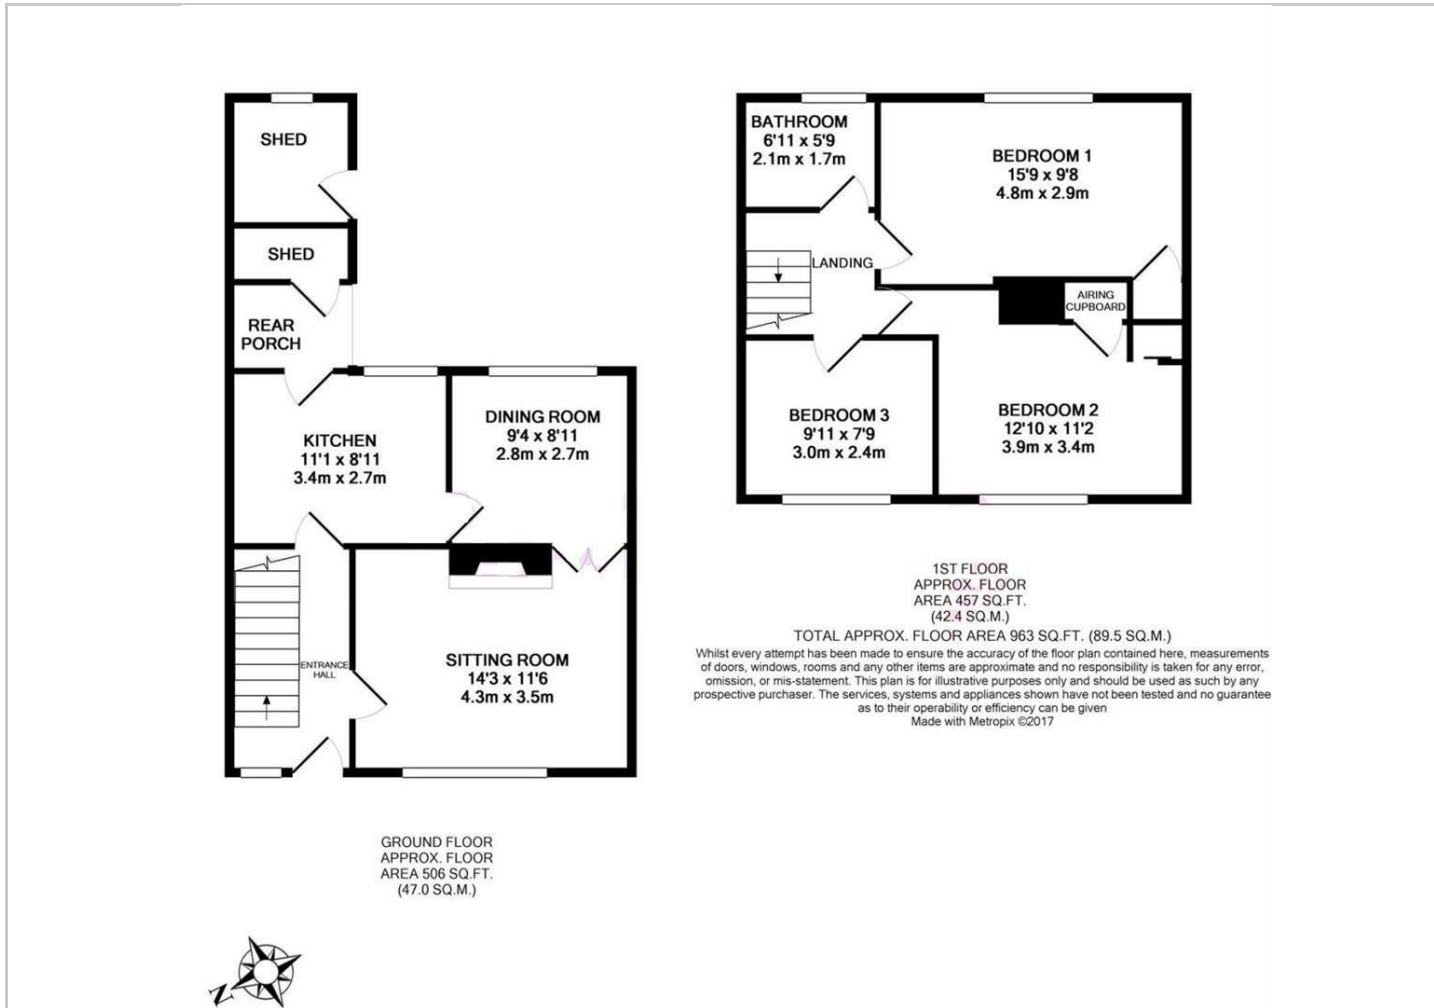 SHED
SHED
REAR
PORCH
KITCHEN
11'1 x 8'11
3.4m x 2.7m
DINING ROOM
9'4 x 8'11
2.8m x 2.7m
ENTRANCE
HALL
SITTING ROOM
14'3 x 11'6
4.3m x 3.5m
GROUND FLOOR
APPROX. FLOOR
AREA 506 SQ.FT.
(47.0 SQ.M.)
N
BATHROOM
6'11 x 5'9
2.1m x 1.7m
BEDROOM 1
15'9 x 9'8
4.8m x 2.9m
LANDING
AIRING
CUPBOARD
BEDROOM 3
9'11 x 7'9
3.0m x 2.4m
BEDROOM 2
12'10 x 11'2
3.9m x 3.4m
1ST FLOOR
APPROX. FLOOR
AREA 457 SQ.FT.
(42.4 SQ.M.)
TOTAL APPROX. FLOOR AREA 963 SQ.FT. (89.5 SQ.M.)
Whilst every attempt has been made to ensure the accuracy of the floor plan contained here, measurements
of doors, windows, rooms and any other items are approximate and no responsibility is taken for any error,
omission, or mis-statement. This plan is for illustrative purposes only and should be used as such by any
prospective purchaser. The services, systems and appliances shown have not been tested and no guarantee
as to their operability or efficiency can be given
Made with Metropix ©2017